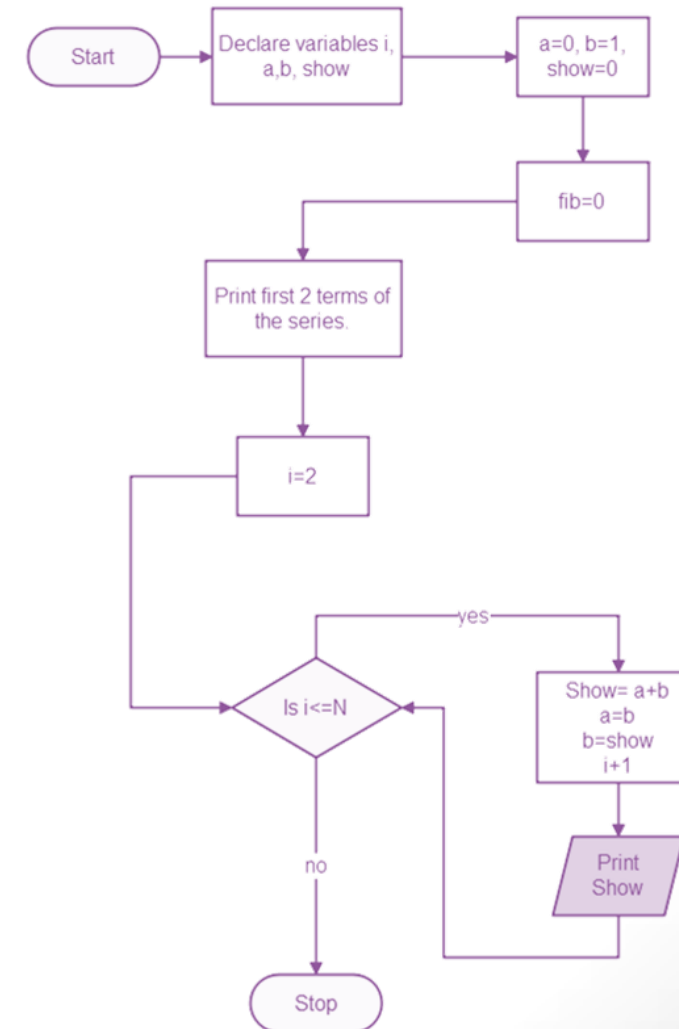 Start
Declare variables i,
a,b, show
a=0, b=1,
show=0
fib=0
Print first 2 terms of
the series.
i=2
yes
Is i<=N
Show= a+b
a=b
b=show
i+1
Print
Show
no
Stop